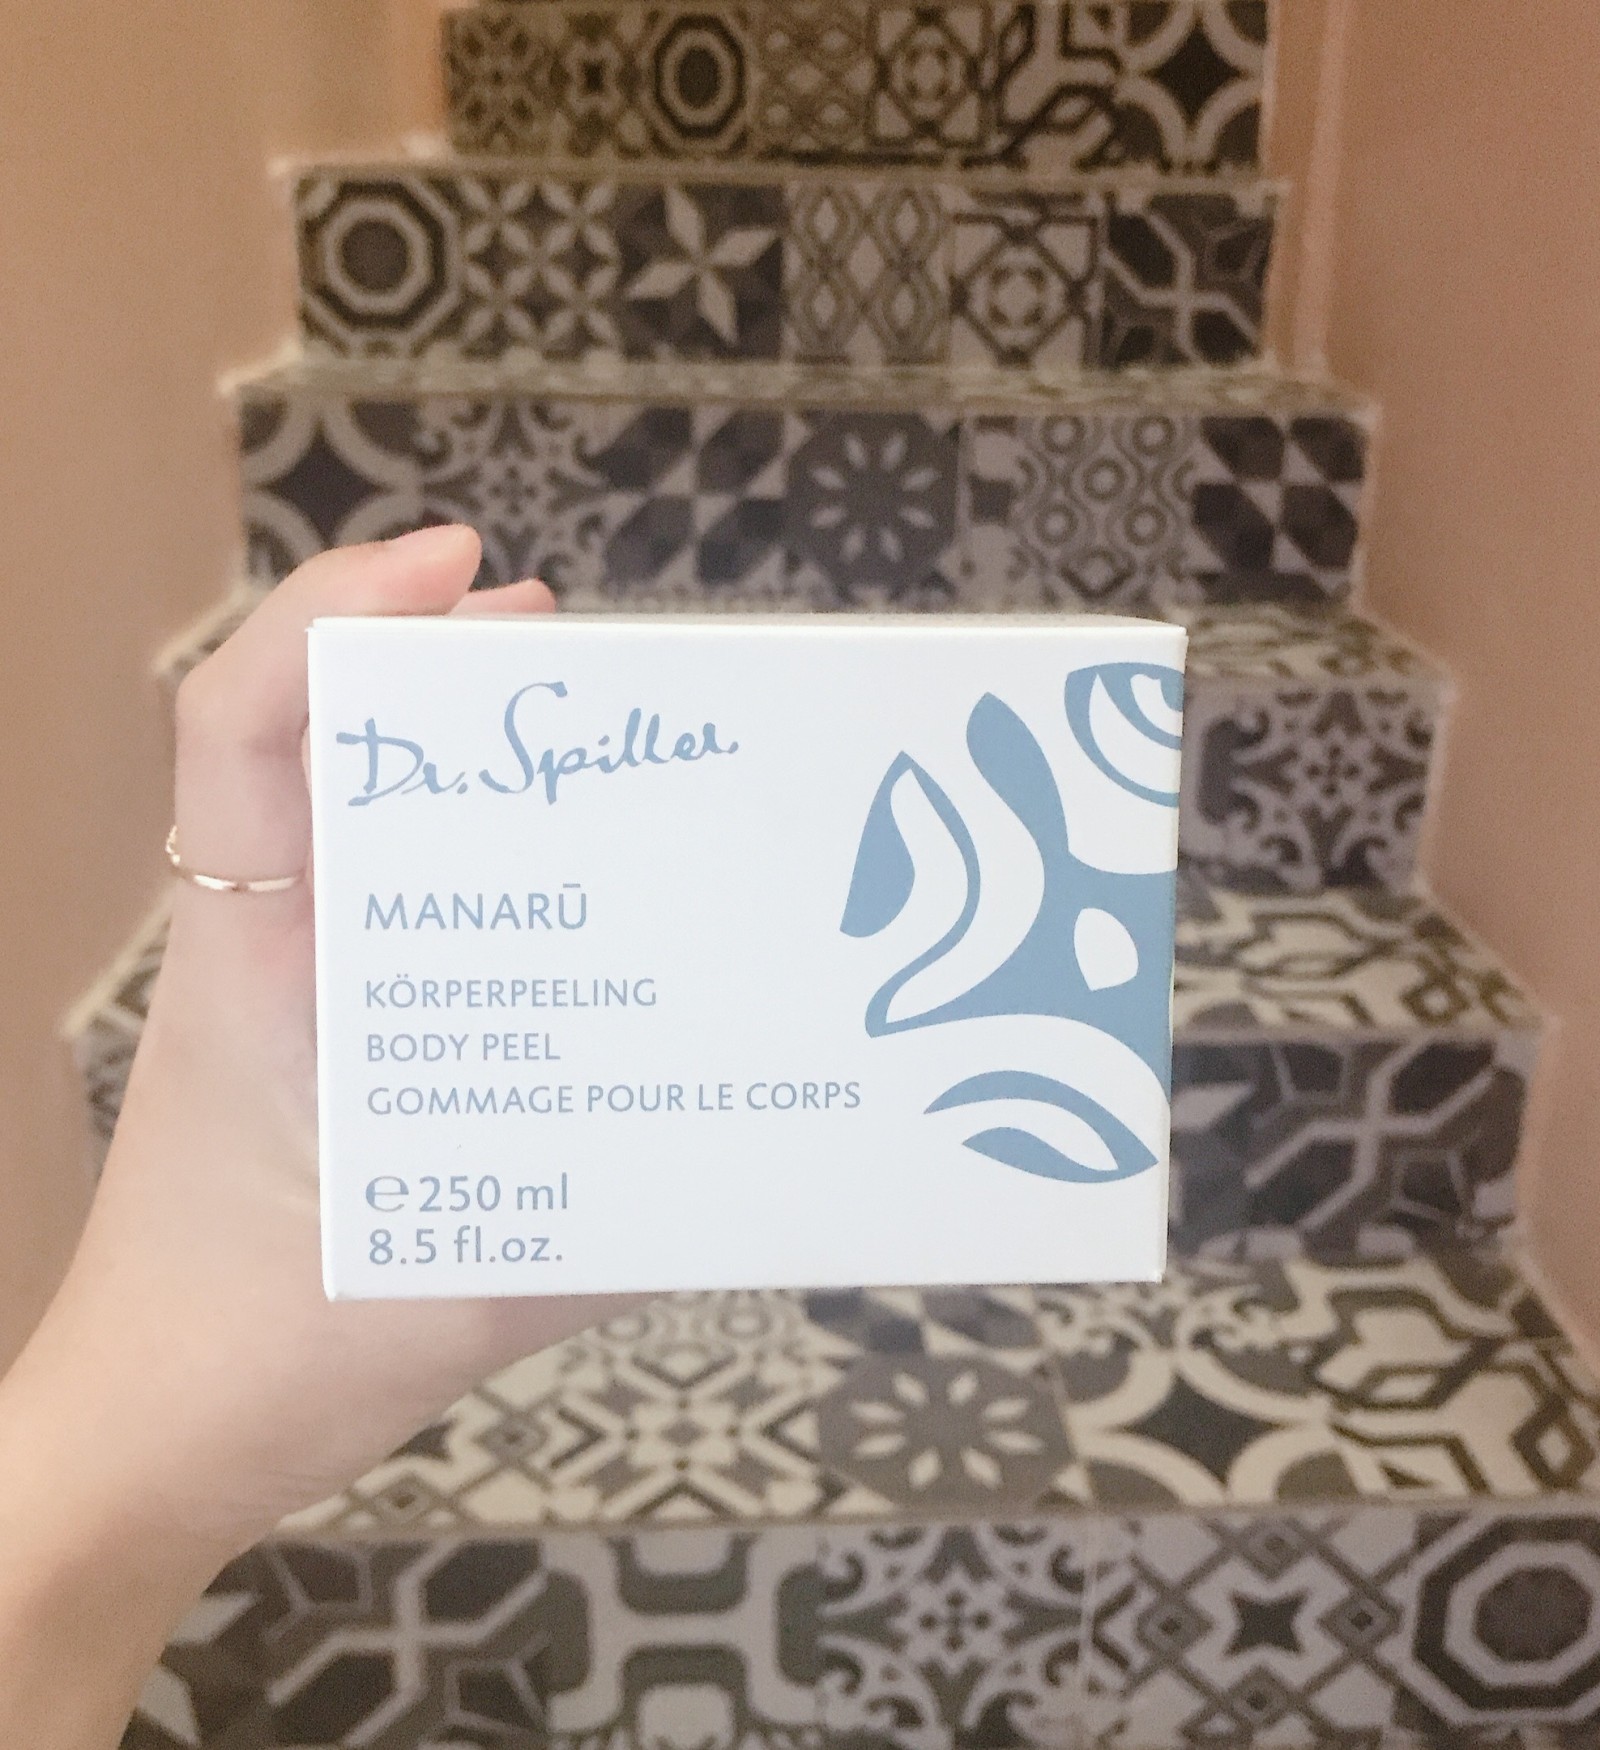 Dr. Spiller
MANARŪ
KÖRPERPEELING
BODY PEEL
GOMMAGE POUR LE CORPS
℮250 ml
8.5 fl.oz.